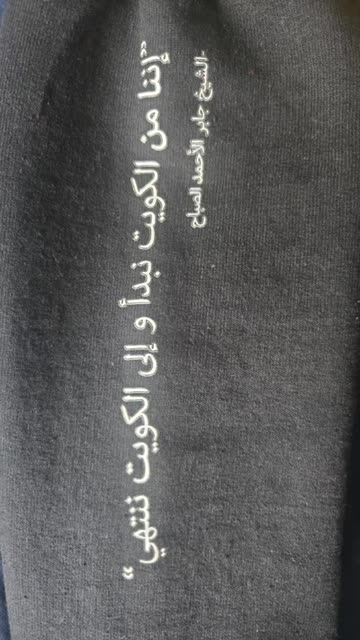 "إننا من الكويت نبدأ و إلى الكويت ننتهي"
-الشيخ جابر الأحمد الصباح